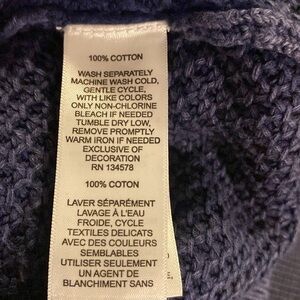 100% COTTON
WASH SEPARATELY
MACHINE WASH COLD,
GENTLE CYCLE,
WITH LIKE COLORS
ONLY NON-CHLORINE
BLEACH IF NEEDED
TUMBLE DRY LOW,
REMOVE PROMPTLY
WARM IRON IF NEEDED
EXCLUSIVE OF
DECORATION
RN 134578
100% COTON
LAVER SÉPARÉMENT
LAVAGE À L'EAU
FROIDE, CYCLE
TEXTILES DELICATS
AVEC DES COULEURS
SEMBLABLES
UTILISER SEULEMENT
UN AGENT DE
BLANCHIMENT SANS